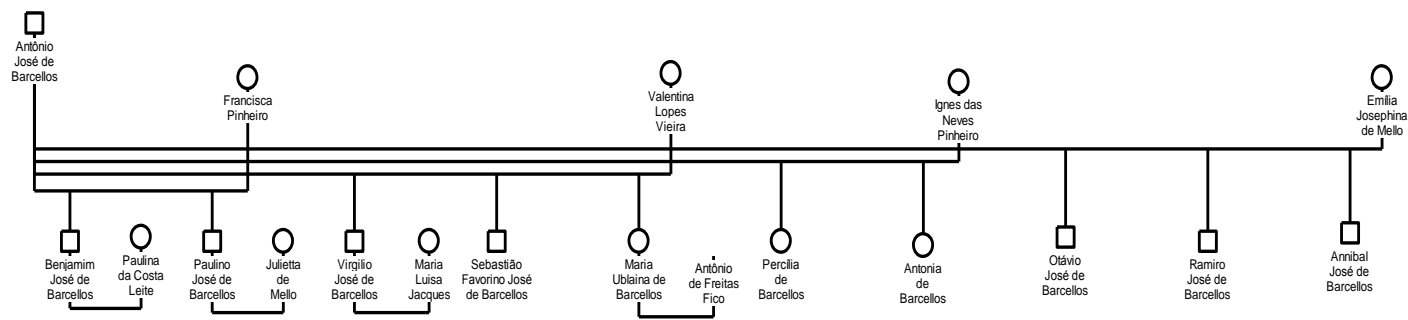 Antônio
José de
Barcellos
Francisca
Pinheiro
Valentina
Lopes
Vieira
Ignes das
Neves
Pinheiro
Emília
Josephina
de Mello
Benjamim
José de
Barcellos
Paulina
da Costa
Leite
Paulino
José de
Barcellos
Julietta
de
Mello
Virgilio
José de
Barcellos
Maria
Luisa
Jacques
Sebastião
Favorino José
de Barcellos
Maria
Ublaina de
Barcellos
Antônio
de Freitas
Fico
Percília
de
Barcellos
Antonia
de
Barcellos
Otávio
José de
Barcellos
Ramiro
José de
Barcellos
Annibal
José de
Barcellos